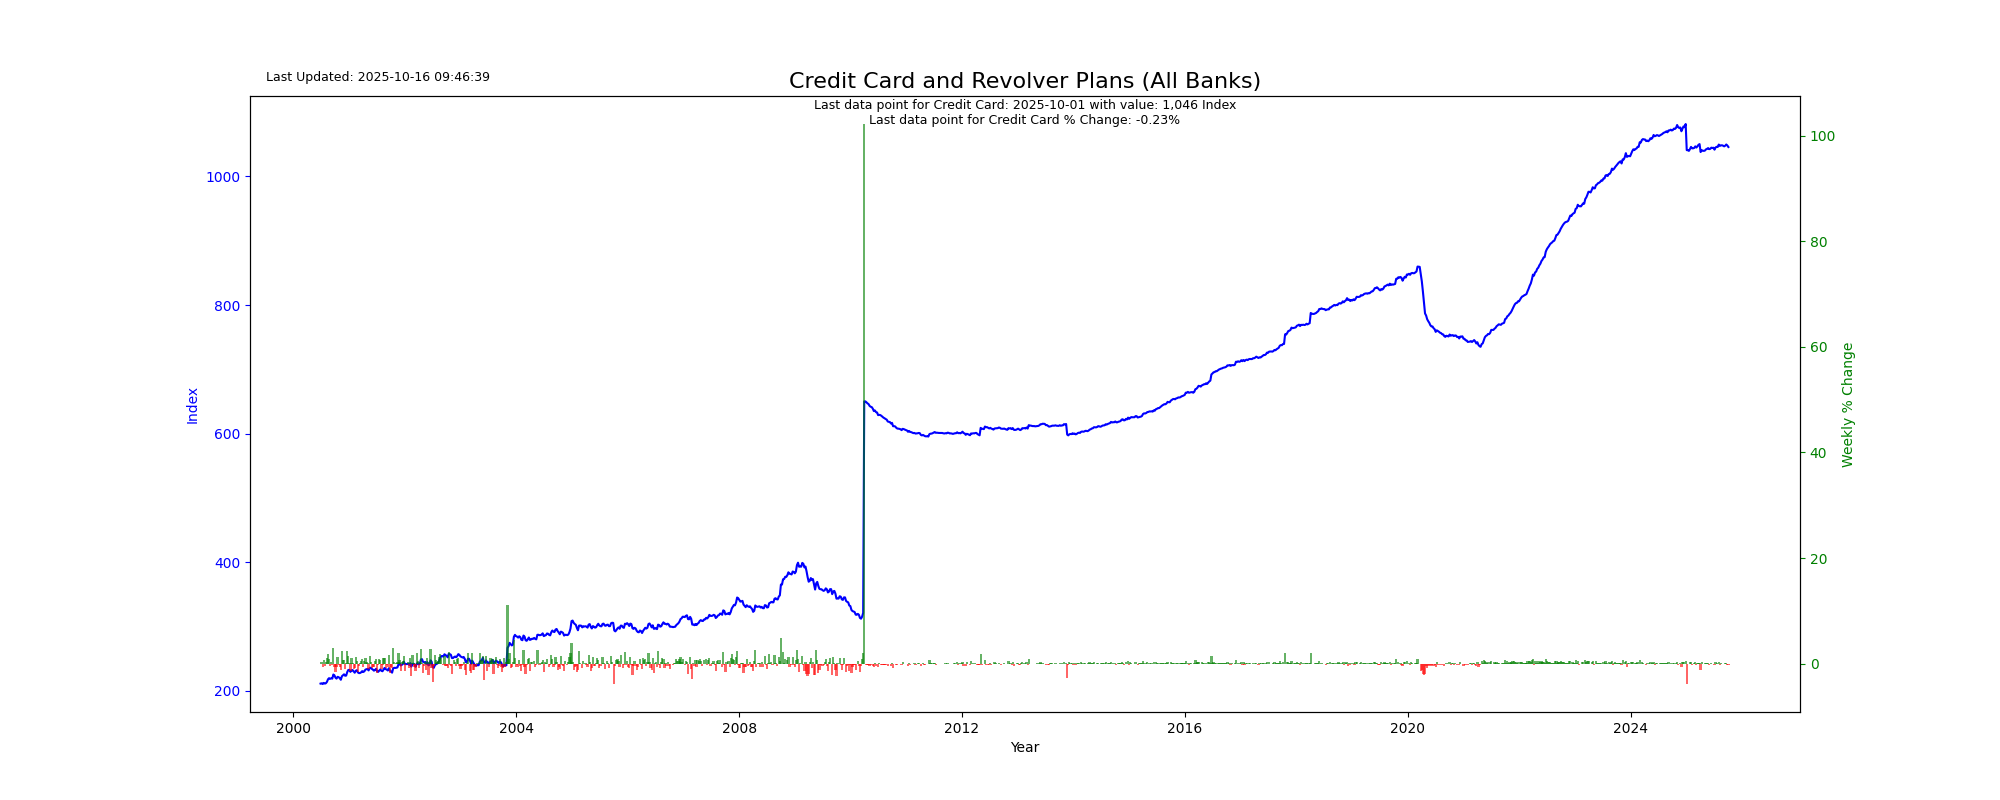 Last Updated: 2025-10-16 09:46:39
Credit Card and Revolver Plans (All Banks)
Last data point for Credit Card: 2025-10-01 with value: 1,046 Index
Last data point for Credit Card % Change: -0.23%
1000
800
600
400
200
Index
100
80
60
40
20
0
Weekly % Change
2000
2004
2008
2012
2016
2020
2024
Year